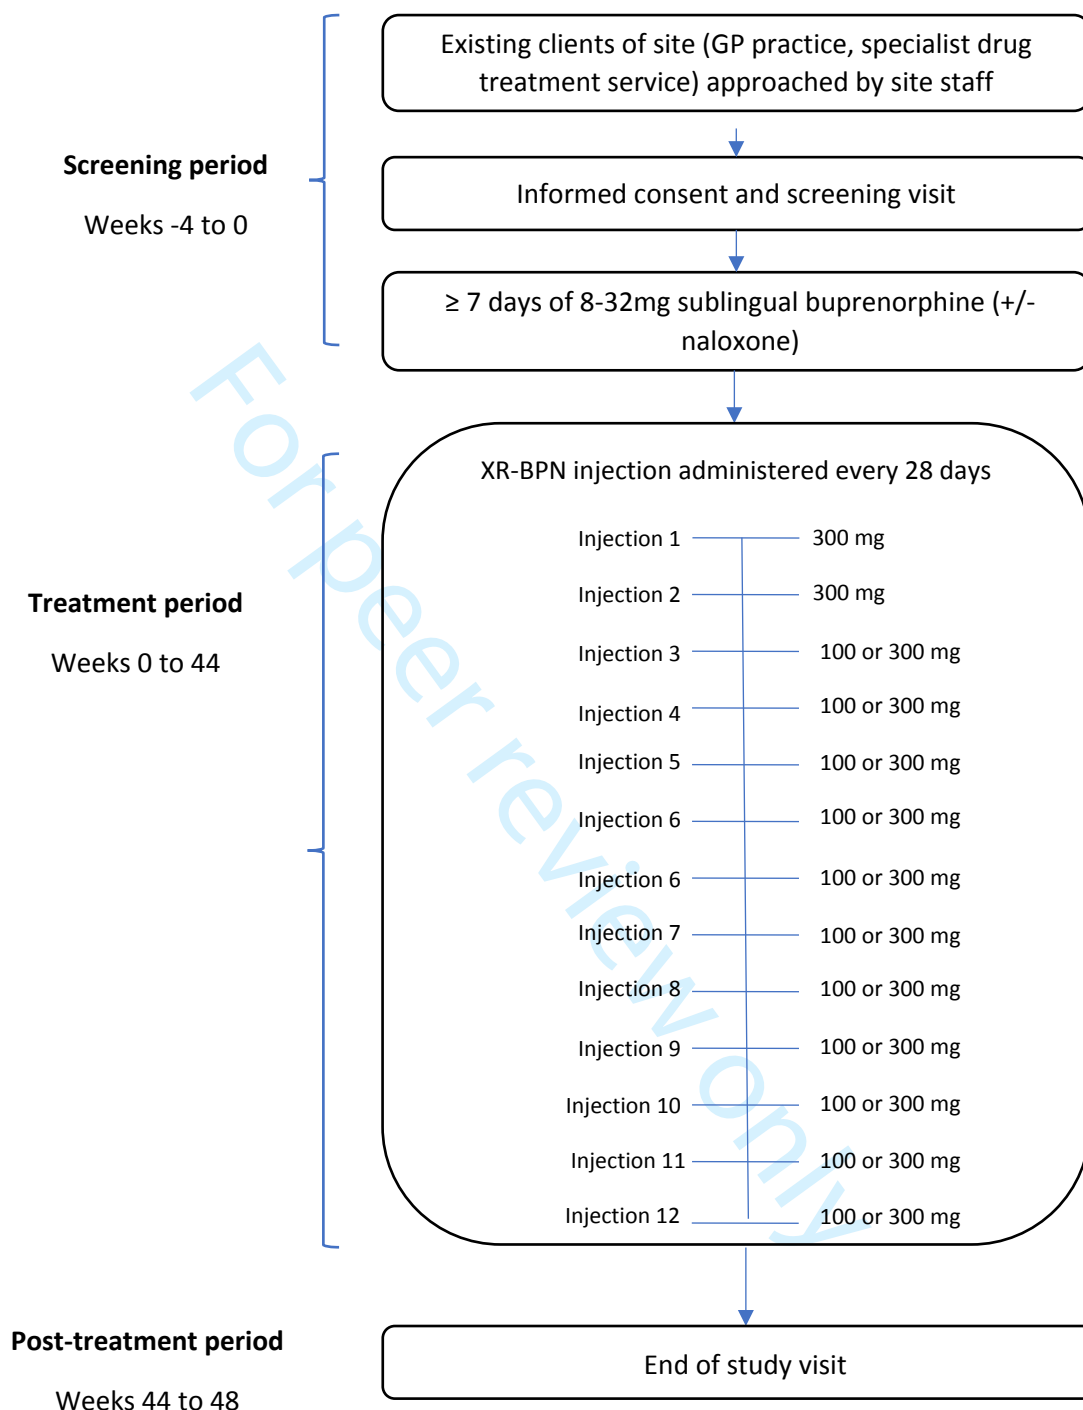 Existing clients of site (GP practice, specialist drug
treatment service) approached by site staff
Screening period
Weeks -4 to 0
Informed consent and screening visit
≥ 7 days of 8-32mg sublingual buprenorphine (+/-
naloxone)
XR-BPN injection administered every 28 days
Treatment period
Weeks 0 to 44
Injection 1 300 mg
Injection 2 300 mg
Injection 3 100 or 300 mg
Injection 4 100 or 300 mg
Injection 5 100 or 300 mg
Injection 6 100 or 300 mg
Injection 6 100 or 300 mg
Injection 7 100 or 300 mg
Injection 8 100 or 300 mg
Injection 9 100 or 300 mg
Injection 10 100 or 300 mg
Injection 11 100 or 300 mg
Injection 12 100 or 300 mg
Post-treatment period
Weeks 44 to 48
End of study visit
For peer review only